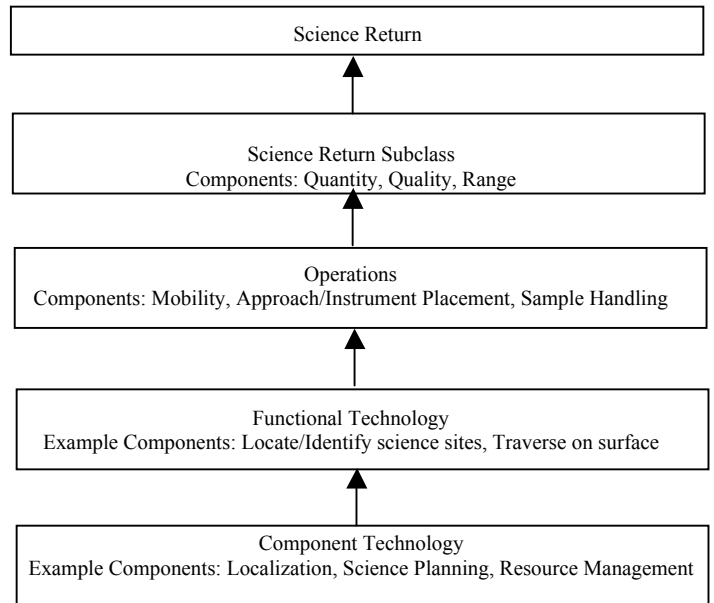 Science Return
Science Return Subclass
Components: Quantity, Quality, Range
Operations
Components: Mobility, Approach/Instrument Placement, Sample Handling
Functional Technology
Example Components: Locate/Identify science sites, Traverse on surface
Component Technology
Example Components: Localization, Science Planning, Resource Management